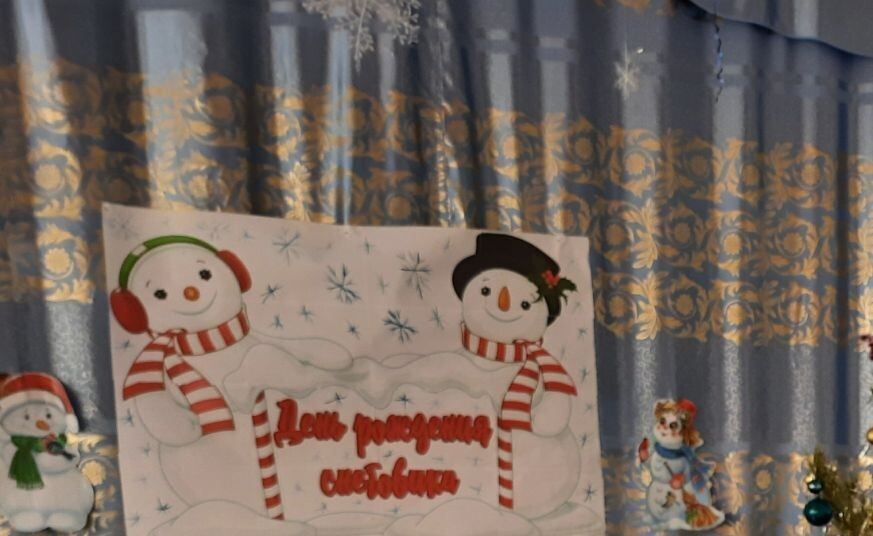 День рождения
снеговика